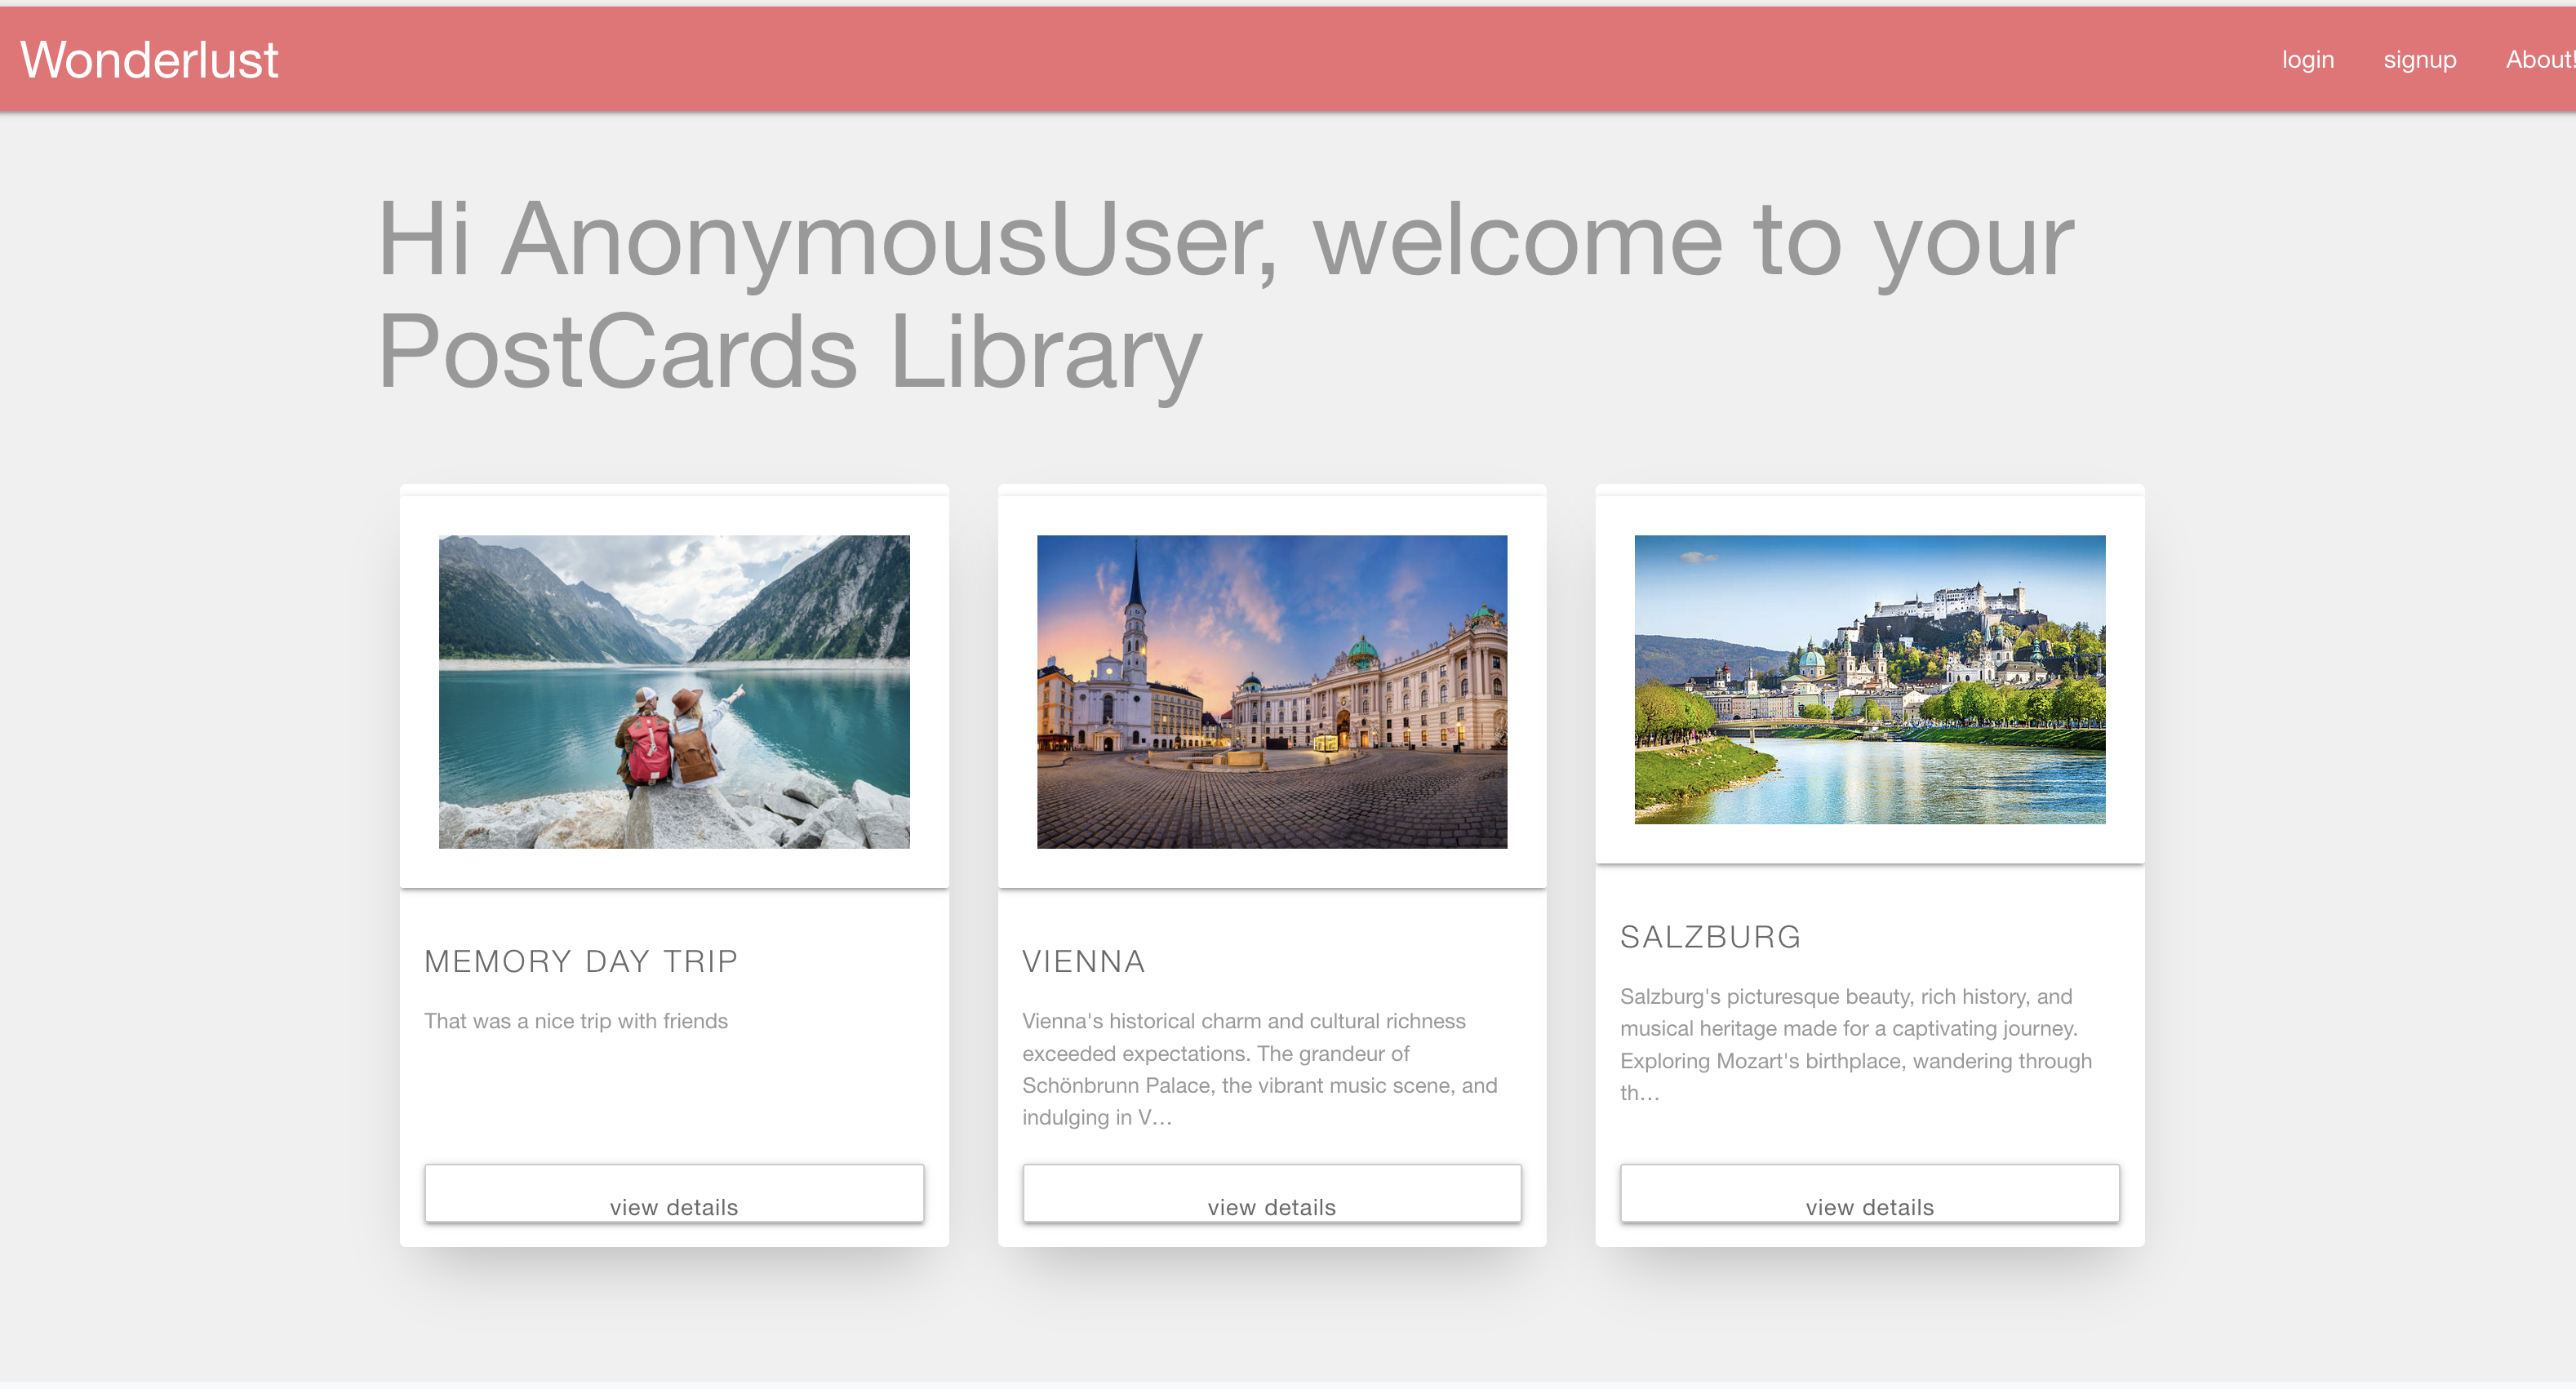 Wonderlust
login signup About!
Hi AnonymousUser, welcome to your
PostCards Library
MEMORY DAY TRIP
That was a nice trip with friends
view details
VIENNA
Vienna's historical charm and cultural richness
exceeded expectations. The grandeur of
Schönbrunn Palace, the vibrant music scene, and
indulging in V…
view details
SALZBURG
Salzburg's picturesque beauty, rich history, and
musical heritage made for a captivating journey.
Exploring Mozart's birthplace, wandering through
th…
view details